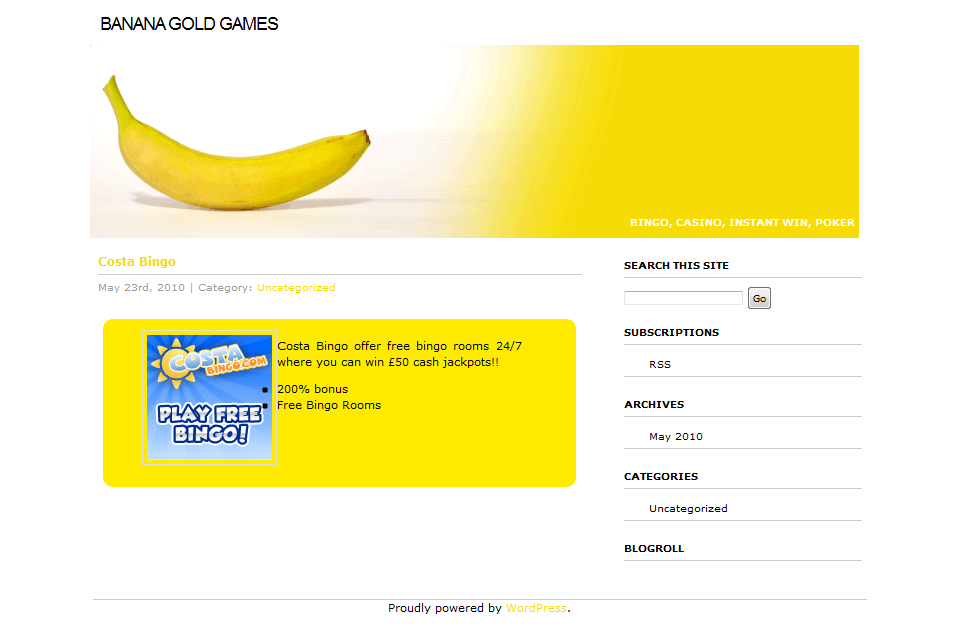 BANANA GOLD GAMES
BINGO, CASINO, INSTANT WIN, POKER
Costa Bingo
May 23rd, 2010 | Category: Uncategorized
COSTA
BINGO.COM
PLAY FREE
BINGO!
Costa Bingo offer free bingo rooms 24/7
where you can win £50 cash jackpots!!
200% bonus
Free Bingo Rooms
SEARCH THIS SITE
Go
SUBSCRIPTIONS
RSS
ARCHIVES
May 2010
CATEGORIES
Uncategorized
BLOGROLL
Proudly powered by WordPress.